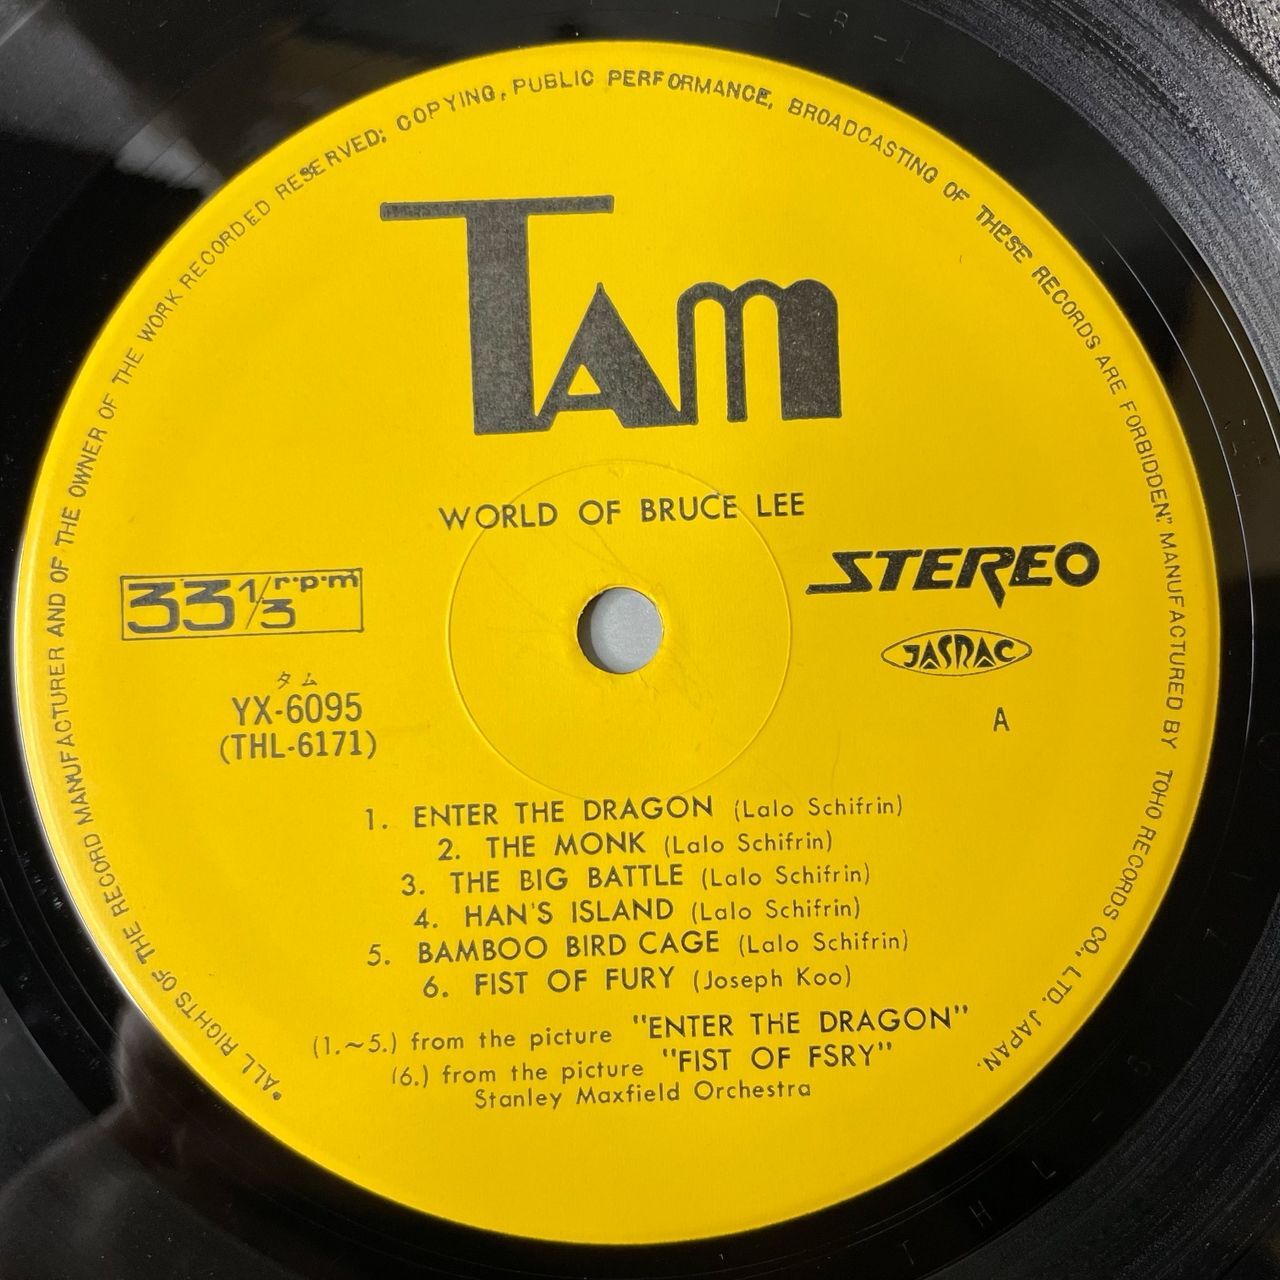 "ALL RIGHTS OF THE RECORD MANUFACTURER AND OF THE OWNER OF THE WORK RECORDED RESERVED; COPYING, PUBLIC PERFORMANCE, BROADCASTING OF THESE RECORDS ARE FORBIDDEN." MANUFACTURED BY TOHO RECORDS CO., LTD. JAPAN.
TAM
WORLD OF BRUCE LEE
33 1/3 r.p.m
STEREO
JASRAC
タム
YX-6095
(THL-6171)
A
1. ENTER THE DRAGON (Lalo Schifrin)
2. THE MONK (Lalo Schifrin)
3. THE BIG BATTLE (Lalo Schifrin)
4. HAN'S ISLAND (Lalo Schifrin)
5. BAMBOO BIRD CAGE (Lalo Schifrin)
6. FIST OF FURY (Joseph Koo)
(1.~5.) from the picture "ENTER THE DRAGON"
(6.) from the picture "FIST OF FSRY"
Stanley Maxfield Orchestra